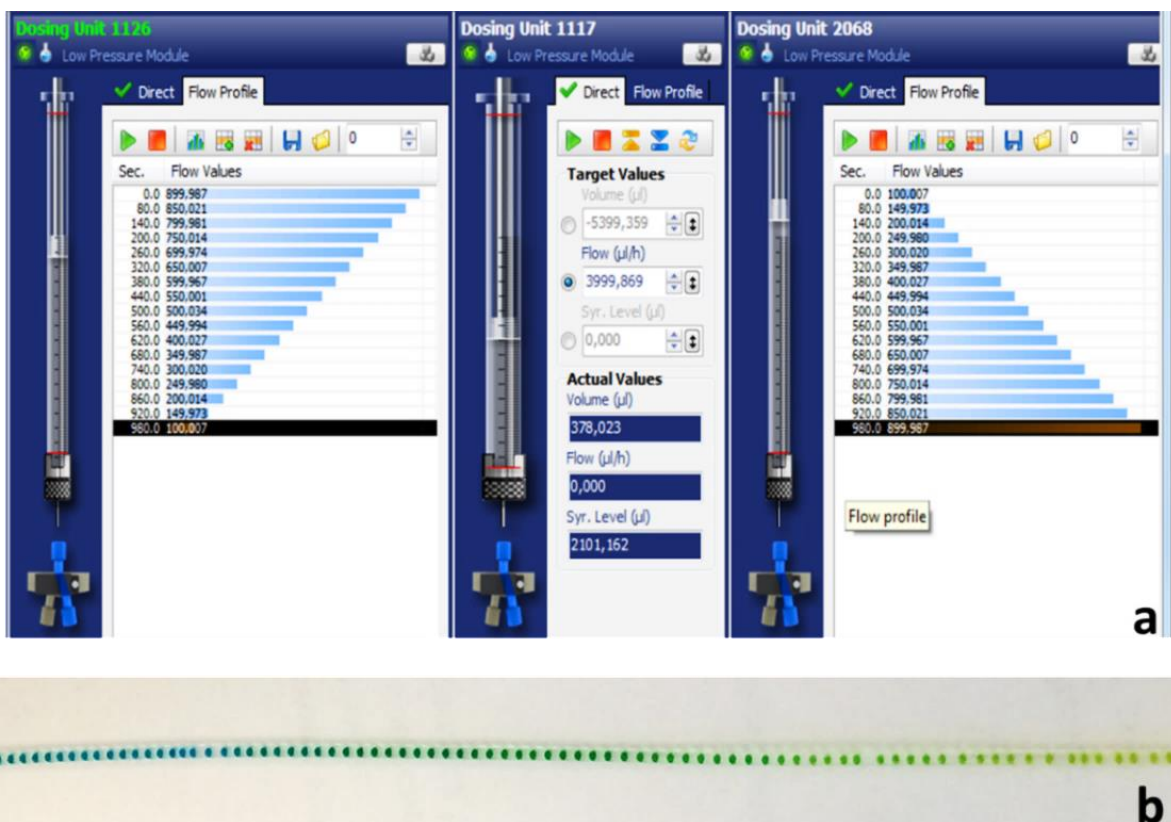 Dosing Unit 1126
Low Pressure Module
Direct Flow Profile
0
Sec. Flow Values
0.0 899,987
80.0 850,021
140.0 799,981
200.0 750,014
260.0 699,974
320.0 650,007
380.0 599,967
440.0 550,001
500.0 500,034
560.0 449,994
620.0 400,027
680.0 349,987
740.0 300,020
800.0 249,980
860.0 200,014
920.0 149,973
980.0 100,007
Dosing Unit 1117
Low Pressure Module
Direct Flow Profile
Target Values
Volume (µl)
-5399,359
Flow (µl/h)
3999,869
Syr. Level (µl)
0,000
Actual Values
Volume (µl)
378,023
Flow (µl/h)
0,000
Syr. Level (µl)
2101,162
Dosing Unit 2068
Low Pressure Module
Direct Flow Profile
0
Sec. Flow Values
0.0 100,007
80.0 149,973
140.0 200,014
200.0 249,980
260.0 300,020
320.0 349,987
380.0 400,027
440.0 449,994
500.0 500,034
560.0 550,001
620.0 599,967
680.0 650,007
740.0 699,974
800.0 750,014
860.0 799,981
920.0 850,021
980.0 899,987
Flow profile
a
b